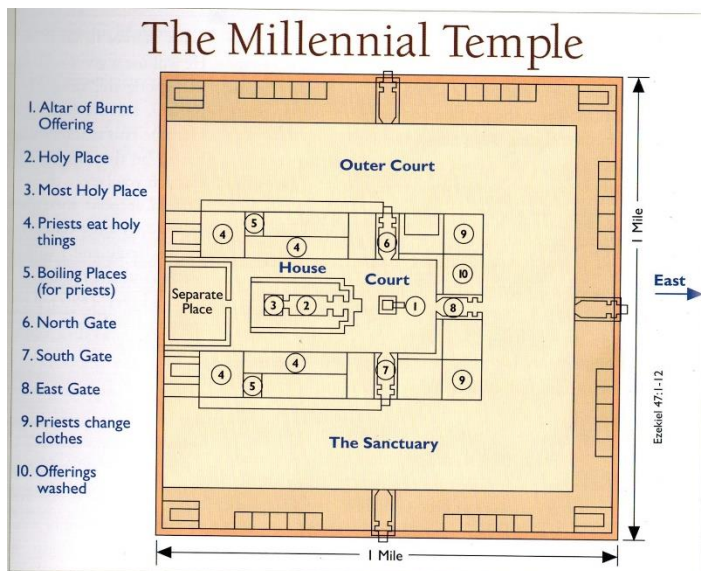 The Millennial Temple
1. Altar of Burnt
Offering
2. Holy Place
3. Most Holy Place
4. Priests eat holy
things
5. Boiling Places
(for priests)
6. North Gate
7. South Gate
8. East Gate
9. Priests change
clothes
10. Offerings
washed
Outer Court
5
4
4
6
9
10
House
Court
Separate
Place
3
2
1
8
4
4
5
7
9
The Sanctuary
1 Mile
East
Ezekiel 47:1-12
1 Mile